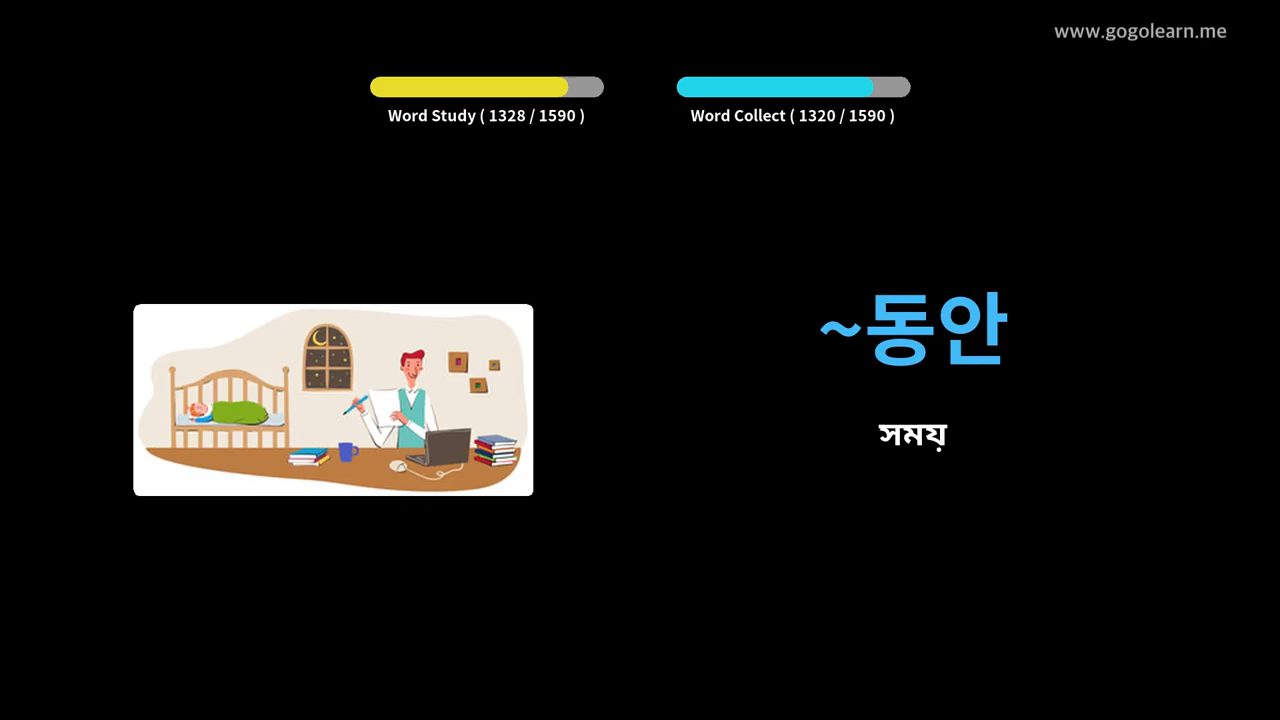 www.gogolearn.me
Word Study ( 1328 / 1590 )
Word Collect ( 1320 / 1590 )
~동안
সময়